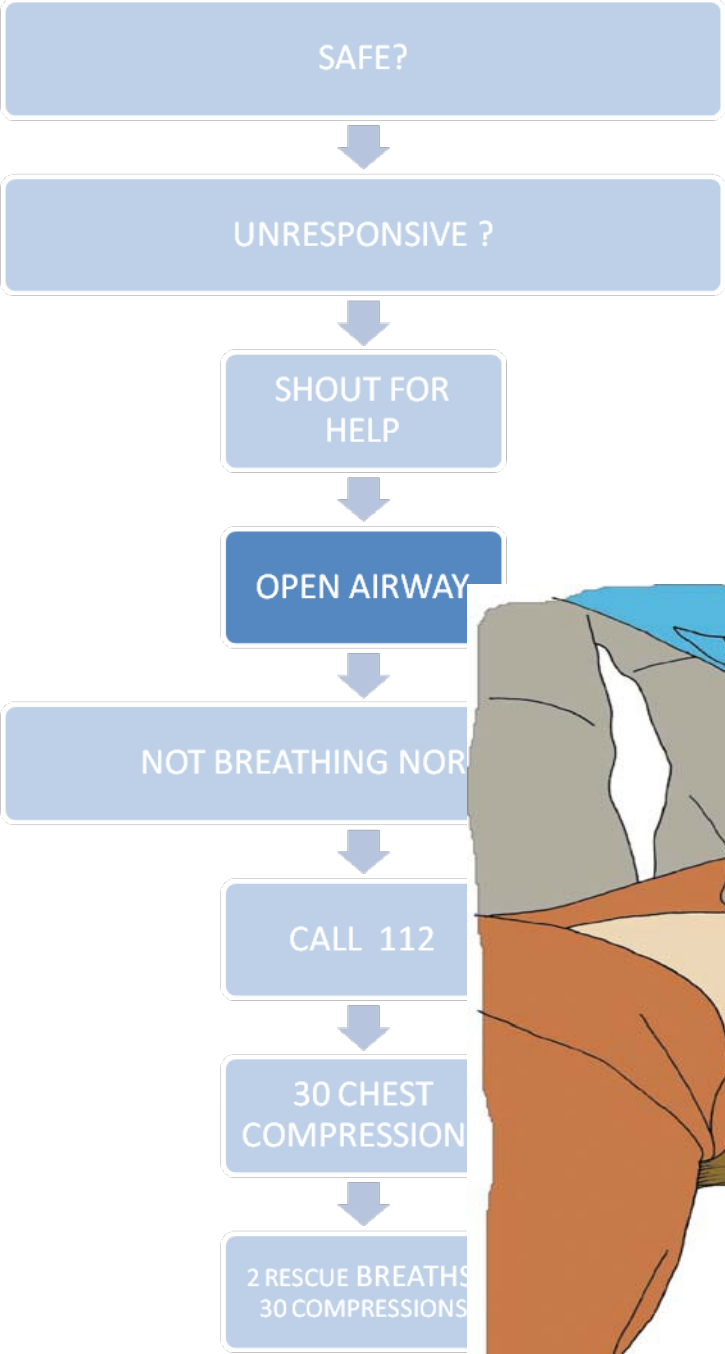 SAFE?
UNRESPONSIVE ?
SHOUT FOR
HELP
OPEN AIRWAY
NOT BREATHING NOR
CALL 112
30 CHEST
COMPRESSION
2 RESCUE BREATHS
30 COMPRESSIONS